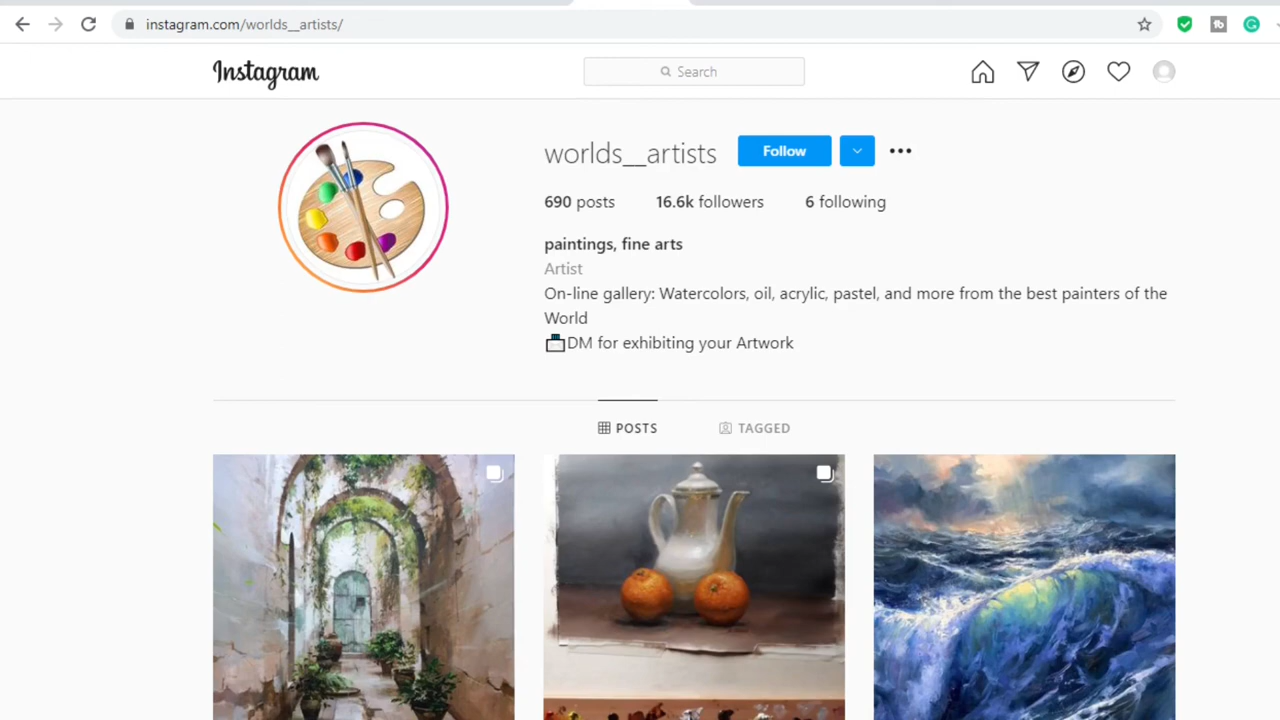 instagram.com/worlds__artists/
Instagram
Search
worlds__artists
Follow
690 posts 16.6k followers 6 following
paintings, fine arts
Artist
On-line gallery: Watercolors, oil, acrylic, pastel, and more from the best painters of the
World
DM for exhibiting your Artwork
POSTS TAGGED